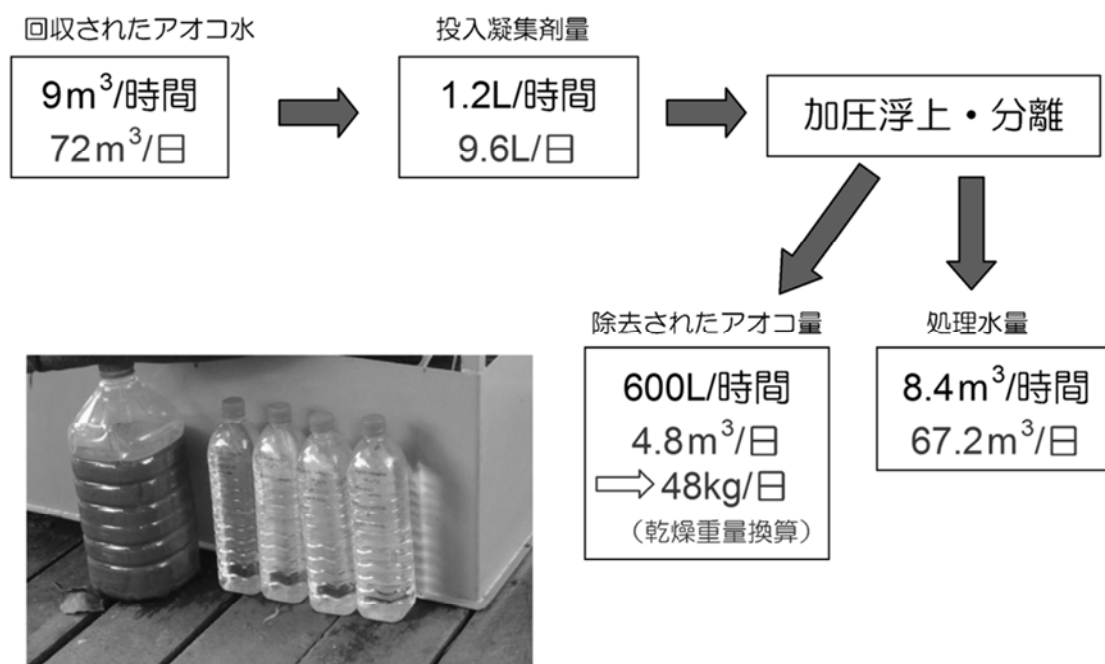 回収されたアオコ水
9m³/時間
72m³/日
投入凝集剤量
1.2L/時間
9.6L/日
加圧浮上・分離
除去されたアオコ量
600L/時間
4.8m³/日
⇨48kg/日
(乾燥重量換算)
処理水量
8.4m³/時間
67.2m³/日